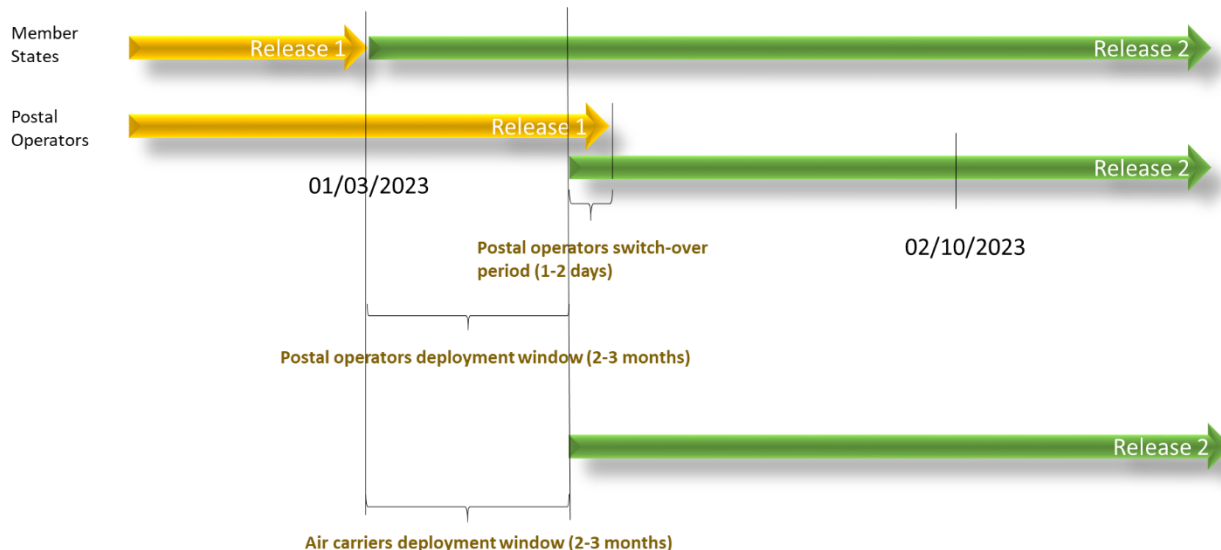 Member
States
Release 1
Release 2
Postal
Operators
Release 1
Release 2
01/03/2023
02/10/2023
Postal operators switch-over
period (1-2 days)
Postal operators deployment window (2-3 months)
Release 2
Air carriers deployment window (2-3 months)